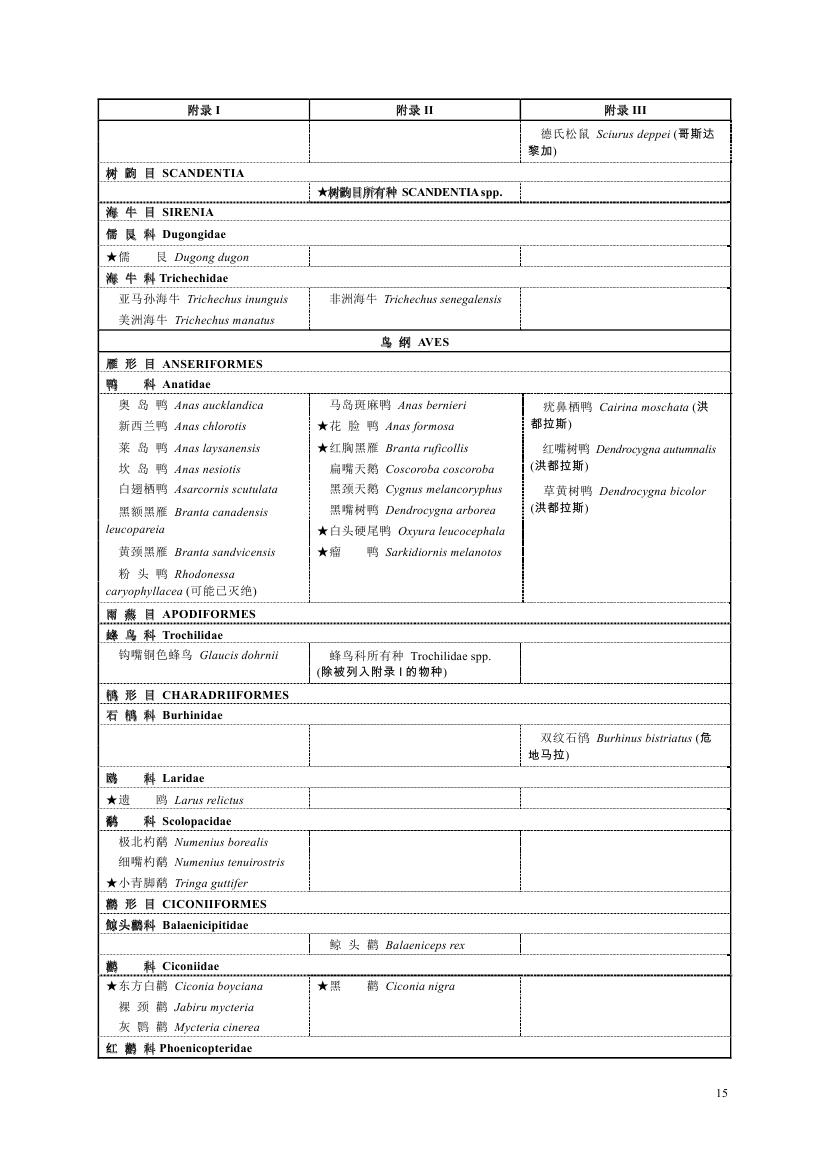 附录 I 附录 II 附录 III
德氏松鼠 Sciurus deppei (哥斯达
黎加)
树 鼩 目 SCANDENTIA
★树鼩目所有种 SCANDENTIA spp.
海 牛 目 SIRENIA
儒 艮 科 Dugongidae
★儒 艮 Dugong dugon
海 牛 科 Trichechidae
亚马孙海牛 Trichechus inunguis
美洲海牛 Trichechus manatus
非洲海牛 Trichechus senegalensis
鸟 纲 AVES
雁 形 目 ANSERIFORMES
鸭 科 Anatidae
奥 岛 鸭 Anas aucklandica
新西兰鸭 Anas chlorotis
莱 岛 鸭 Anas laysanensis
坎 岛 鸭 Anas nesiotis
白翅栖鸭 Asarcornis scutulata
黑额黑雁 Branta canadensis
leucopareia
黄颈黑雁 Branta sandvicensis
粉 头 鸭 Rhodonessa
caryophyllacea (可能已灭绝)
马岛斑麻鸭 Anas bernieri
★花 脸 鸭 Anas formosa
★红胸黑雁 Branta ruficollis
扁嘴天鹅 Coscoroba coscoroba
黑颈天鹅 Cygnus melancoryphus
黑嘴树鸭 Dendrocygna arborea
★白头硬尾鸭 Oxyura leucocephala
★瘤 鸭 Sarkidiornis melanotos
疣鼻栖鸭 Cairina moschata (洪
都拉斯)
红嘴树鸭 Dendrocygna autumnalis
(洪都拉斯)
草黄树鸭 Dendrocygna bicolor
(洪都拉斯)
雨 燕 目 APODIFORMES
蜂 鸟 科 Trochilidae
钩嘴铜色蜂鸟 Glaucis dohrnii
蜂鸟科所有种 Trochilidae spp.
(除被列入附录 I 的物种)
鸻 形 目 CHARADRIIFORMES
石 鸻 科 Burhinidae
双纹石鸻 Burhinus bistriatus (危
地马拉)
鸥 科 Laridae
★遗 鸥 Larus relictus
鹬 科 Scolopacidae
极北杓鹬 Numenius borealis
细嘴杓鹬 Numenius tenuirostris
★小青脚鹬 Tringa guttifer
鹳 形 目 CICONIIFORMES
鲸头鹳科 Balaenicipitidae
鲸 头 鹳 Balaeniceps rex
鹳 科 Ciconiidae
★东方白鹳 Ciconia boyciana
裸 颈 鹳 Jabiru mycteria
灰 鹮 鹳 Mycteria cinerea
★黑 鹳 Ciconia nigra
红 鹳 科 Phoenicopteridae
15